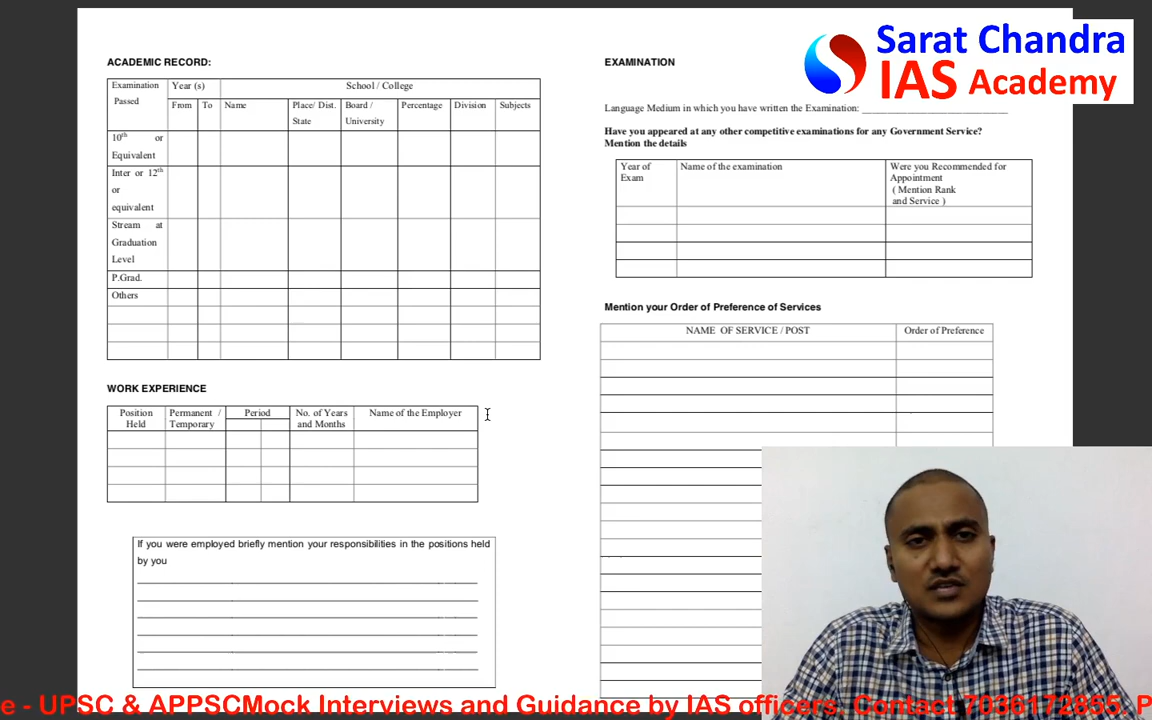 Sarat Chandra
IAS Academy
ACADEMIC RECORD:
Examination Passed
Year (s)
School / College
From
To
Name
Place/ Dist. State
Board / University
Percentage
Division
Subjects
10th or Equivalent
Inter or 12th or equivalent
Stream at Graduation Level
P.Grad.
Others
WORK EXPERIENCE
Position Held
Permanent / Temporary
Period
No. of Years and Months
Name of the Employer
If you were employed briefly mention your responsibilities in the positions held
by you
EXAMINATION
Language Medium in which you have written the Examination:
Have you appeared at any other competitive examinations for any Government Service?
Mention the details
Year of Exam
Name of the examination
Were you Recommended for
Appointment
( Mention Rank
and Service )
Mention your Order of Preference of Services
NAME OF SERVICE / POST
Order of Preference
e - UPSC & APPSCMock Interviews and Guidance by IAS officers. Contact 7036172855. P